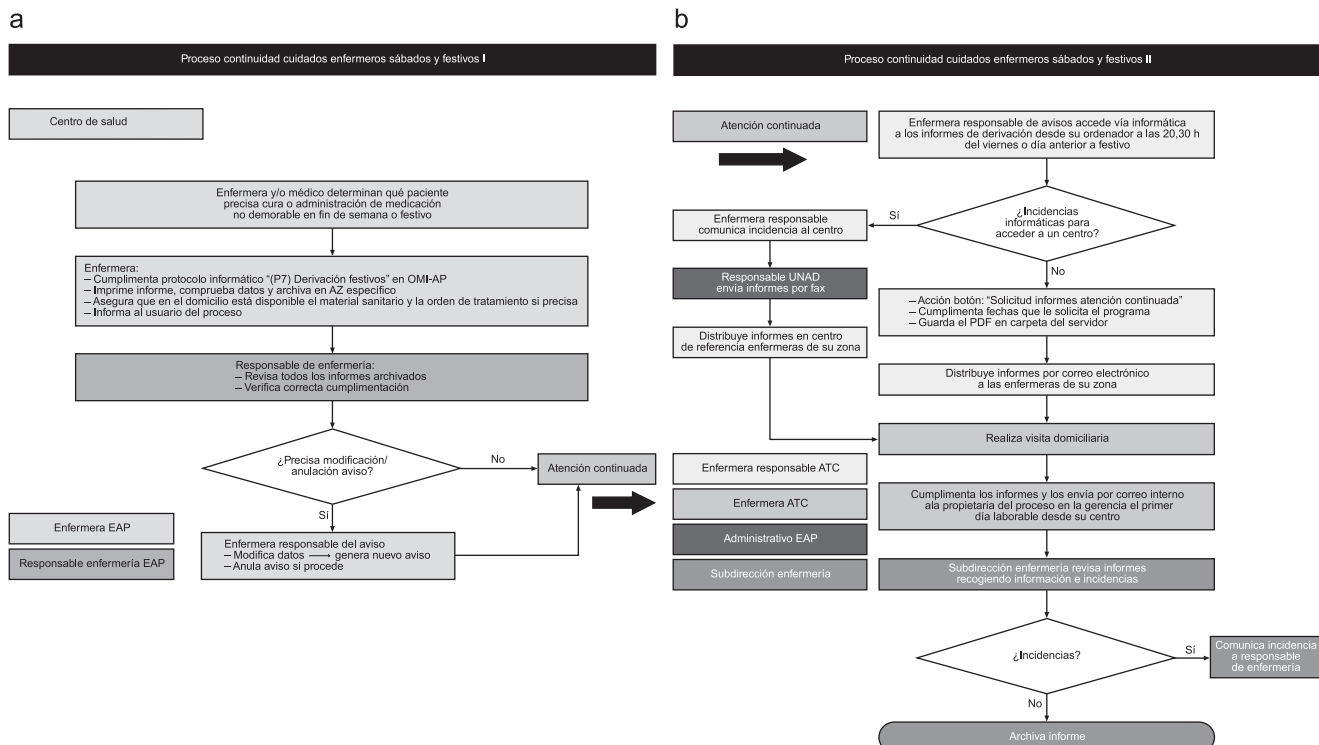 a
Proceso continuidad cuidados enfermeros sábados y festivos I
Centro de salud
Enfermera y/o médico determinan qué paciente
precisa cura o administración de medicación
no demorable en fin de semana o festivo
Enfermera:
– Cumplimenta protocolo informático “(P7) Derivación festivos” en OMI-AP
– Imprime informe, comprueba datos y archiva en AZ específico
– Asegura que en el domicilio está disponible el material sanitario y la orden de tratamiento si precisa
– Informa al usuario del proceso
Responsable de enfermería:
– Revisa todos los informes archivados
– Verifica correcta cumplimentación
¿Precisa modificación/
anulación aviso?
No
Atención continuada
Sí
Enfermera EAP
Responsable enfermería EAP
Enfermera responsable del aviso
– Modifica datos ⟶ genera nuevo aviso
– Anula aviso si procede
b
Proceso continuidad cuidados enfermeros sábados y festivos II
Atención continuada
Enfermera responsable de avisos accede vía informática
a los informes de derivación desde su ordenador a las 20,30 h
del viernes o día anterior a festivo
¿Incidencias
informáticas para
acceder a un centro?
Sí
Enfermera responsable
comunica incidencia al centro
Responsable UNAD
envía informes por fax
Distribuye informes en centro
de referencia enfermeras de su zona
No
– Acción botón: “Solicitud informes atención continuada”
– Cumplimenta fechas que le solicita el programa
– Guarda el PDF en carpeta del servidor
Distribuye informes por correo electrónico
a las enfermeras de su zona
Realiza visita domiciliaria
Enfermera responsable ATC
Enfermera ATC
Administrativo EAP
Subdirección enfermería
Cumplimenta los informes y los envía por correo interno
ala propietaria del proceso en la gerencia el primer
día laborable desde su centro
Subdirección enfermería revisa informes
recogiendo información e incidencias
¿Incidencias?
Sí
Comunica incidencia
a responsable
de enfermería
No
Archiva informe